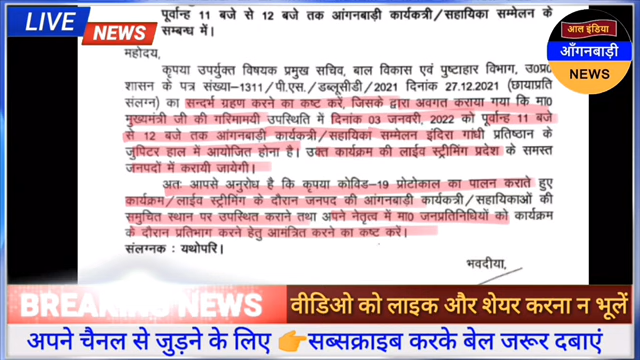 LIVE NEWS
पूर्वान्ह 11 बजे से 12 बजे तक आंगनबाड़ी कार्यकत्री/सहायिका सम्मेलन के
सम्बन्ध में।
आल इंडिया
आँगनबाड़ी
NEWS
महोदय,
कृपया उपर्युक्त विषयक प्रमुख सचिव, बाल विकास एवं पुष्टाहार विभाग, उ0प्र0
शासन के पत्र संख्या-1311/पी.एस./डब्लूसीडी/2021 दिनांक 27.12.2021 (छायाप्रति
संलग्न) का सन्दर्भ ग्रहण करने का कष्ट करें, जिसके द्वारा अवगत कराया गया कि मा0
मुख्यमंत्री जी की गरिमामयी उपस्थिति में दिनांक 03 जनवरी, 2022 को पूर्वान्ह 11 बजे
से 12 बजे तक आंगनबाड़ी कार्यकत्री/सहायिका सम्मेलन इंदिरा गांधी प्रतिष्ठान के
जुपिटर हाल में आयोजित होना है। उक्त कार्यक्रम की लाईव स्ट्रीमिंग प्रदेश के समस्त
जनपदों में करायी जायेगी।
अतः आपसे अनुरोध है कि कृपया कोविड-19 प्रोटोकाल का पालन कराते हुए
कार्यक्रम/लाईव स्ट्रीमिंग के दौरान जनपद की आंगनबाड़ी कार्यकत्री/सहायिकाओं की
समुचित स्थान पर उपस्थित कराने तथा अपने नेतृत्व में मा0 जनप्रतिनिधियों को कार्यक्रम
के दौरान प्रतिभाग करने हेतु आमंत्रित करने का कष्ट करें।
संलग्नक : यथोपरि।
भवदीया,
BREAKING NEWS
वीडियो को लाइक और शेयर करना न भूलें
अपने चैनल से जुड़ने के लिए 👉सब्सक्राइब करके बेल जरूर दबाएं